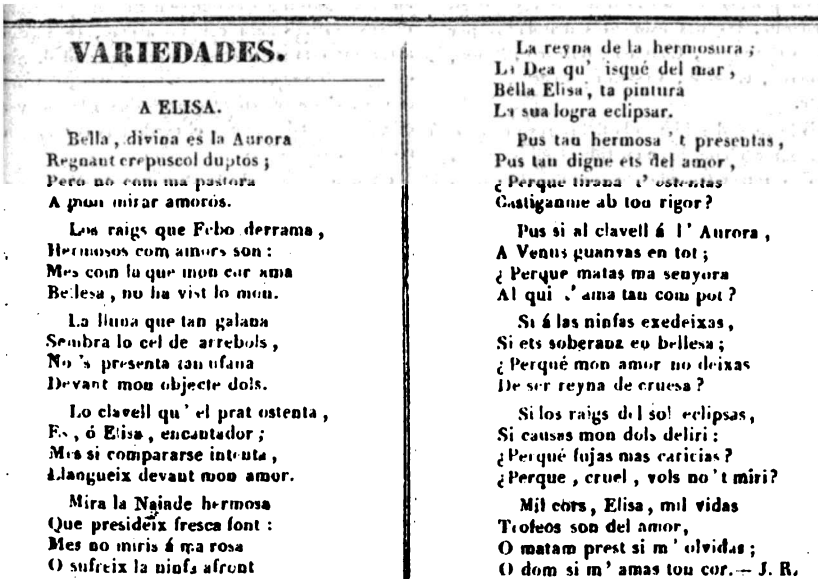 VARIEDADES.
A ELISA.
Bella, divina es la Aurora
Regnant crepuscol duptós;
Pero no com ma pastora
A mon mirar amorós.
Los raigs que Febo derrama,
Hermosos com amors son:
Mes com la que mon cor ama
Bellesa, no ha vist lo mon.
La lluna que tan galana
Sembra lo cel de arrebols,
No 's presenta tan ufana
Devant mon objecte dols.
Lo clavell qu' el prat ostenta,
Es, ó Elisa, encantador;
Mes si compararse intenta,
Llangueix devant mon amor.
Mira la Naiade hermosa
Que presideix fresca font:
Mes no miris á ma rosa
O sufreix la ninfa afront
La reyna de la hermosura;
La Dea qu' isqué del mar,
Bella Elisa, ta pintura
La sua logra eclipsar.
Pus tan hermosa 't presentas,
Pus tan digne ets del amor,
¿Perque tirana t' ostentas
Castiganme ab tou rigor?
Pus si al clavell á l' Aurora,
A Venus guanyas en tot;
¿Perque matas ma senyora
Al qui t' ama tan com pot?
Si á las ninfas exedeixas,
Si ets soberana en bellesa;
¿Perqué mon amor no deixas
De ser reyna de cruesa?
Si los raigs del sol eclipsas,
Si causas mon dols deliri:
¿Perqué fujas mas caricias?
¿Perque, cruel, vols no 't miri?
Mil cors, Elisa, mil vidas
Trofeos son del amor,
O matam prest si m' olvidas;
O dom si m' amas tou cor.— J. R.